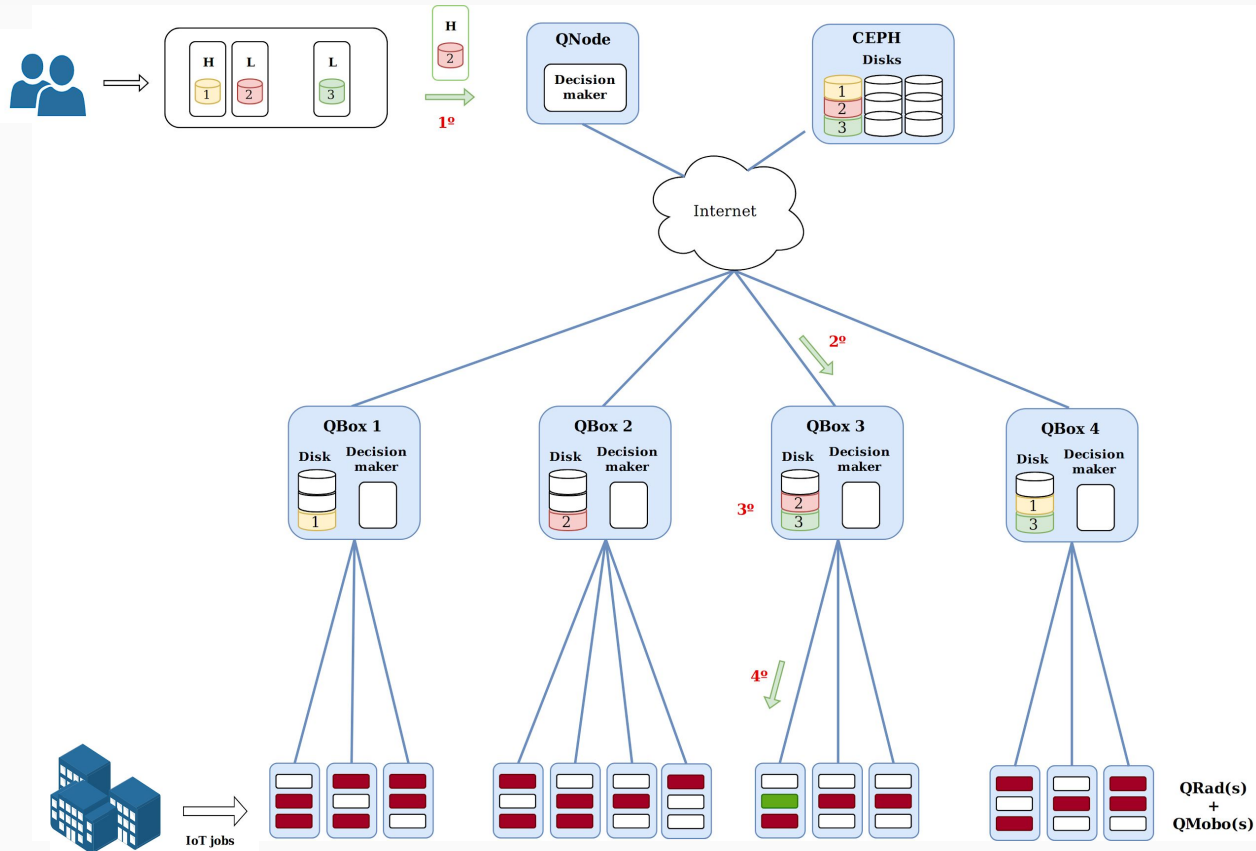 H
L
L
1
2
3
H
2
1º
QNode
Decision
maker
CEPH
Disks
1
2
3
Internet
2º
QBox 1
Disk
Decision
maker
1
QBox 2
Disk
Decision
maker
2
QBox 3
Disk
Decision
maker
2
3
3º
QBox 4
Disk
Decision
maker
1
3
4º
IoT jobs
QRad(s)
+
QMobo(s)